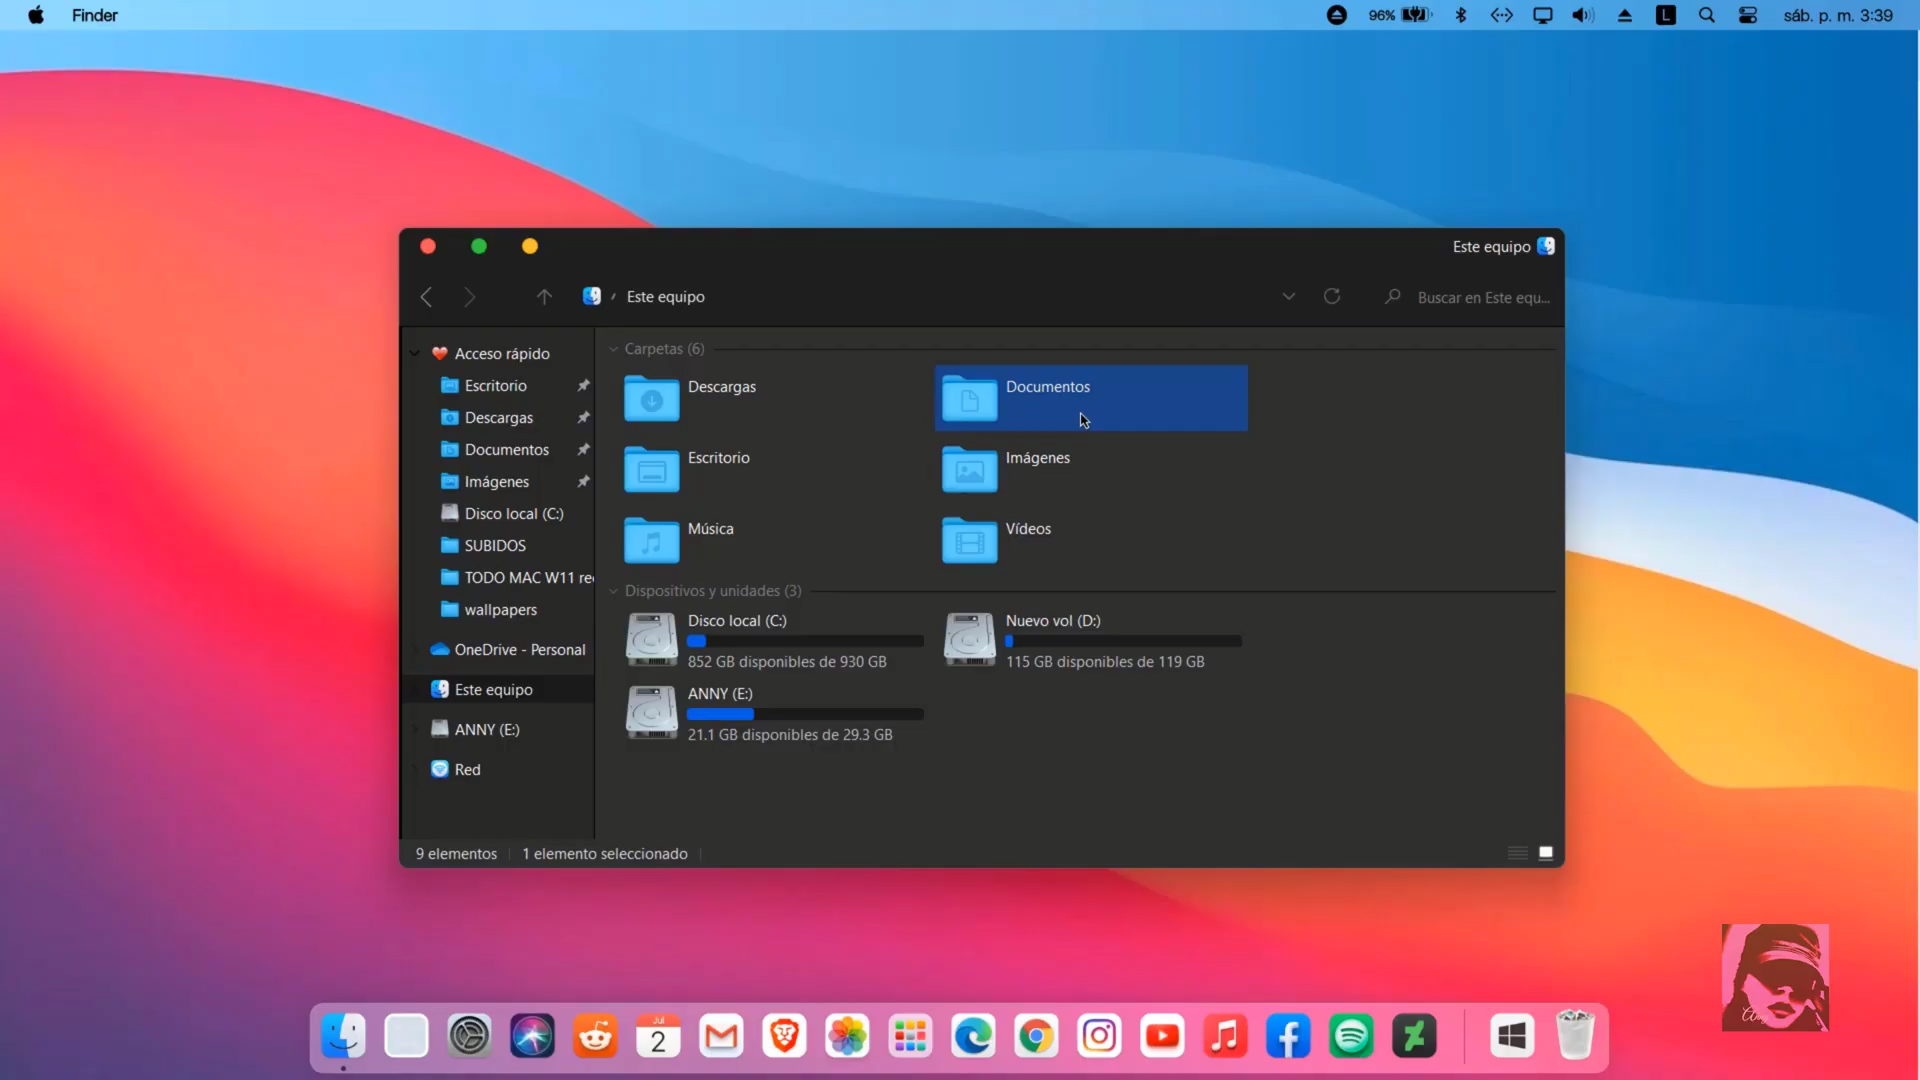 Finder
96%
L
sáb. p. m. 3:39
Este equipo
Este equipo
Buscar en Este equ...
Acceso rápido
Escritorio
Descargas
Documentos
Imágenes
Disco local (C:)
SUBIDOS
TODO MAC W11 re
wallpapers
OneDrive - Personal
Este equipo
ANNY (E:)
Red
Carpetas (6)
Descargas
Documentos
Escritorio
Imágenes
Música
Vídeos
Dispositivos y unidades (3)
Disco local (C:)
852 GB disponibles de 930 GB
Nuevo vol (D:)
115 GB disponibles de 119 GB
ANNY (E:)
21.1 GB disponibles de 29.3 GB
9 elementos
1 elemento seleccionado
Jul
2